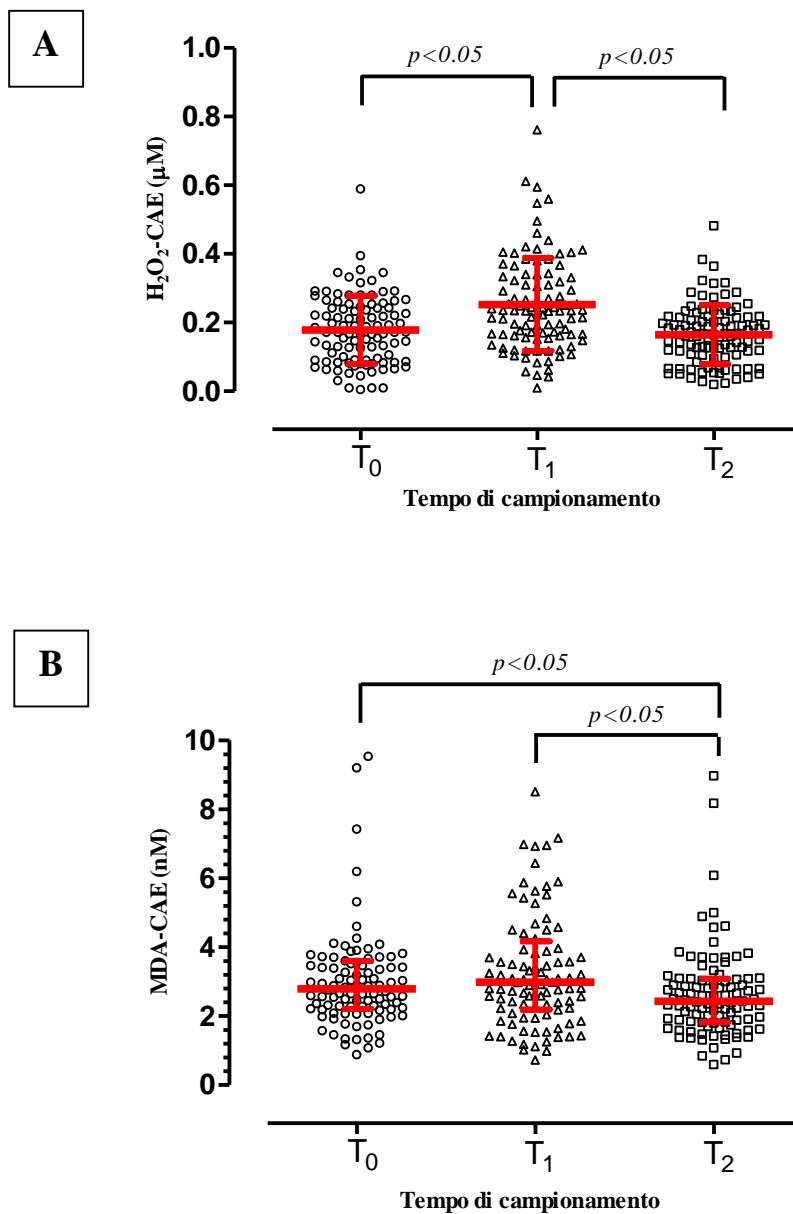 A
p<0.05 p<0.05
1.0
0.8
0.6
0.4
0.2
0.0
H₂O₂-CAE (μM)
T₀ T₁ T₂
Tempo di campionamento
B
p<0.05
p<0.05
10
8
6
4
2
0
MDA-CAE (nM)
T₀ T₁ T₂
Tempo di campionamento